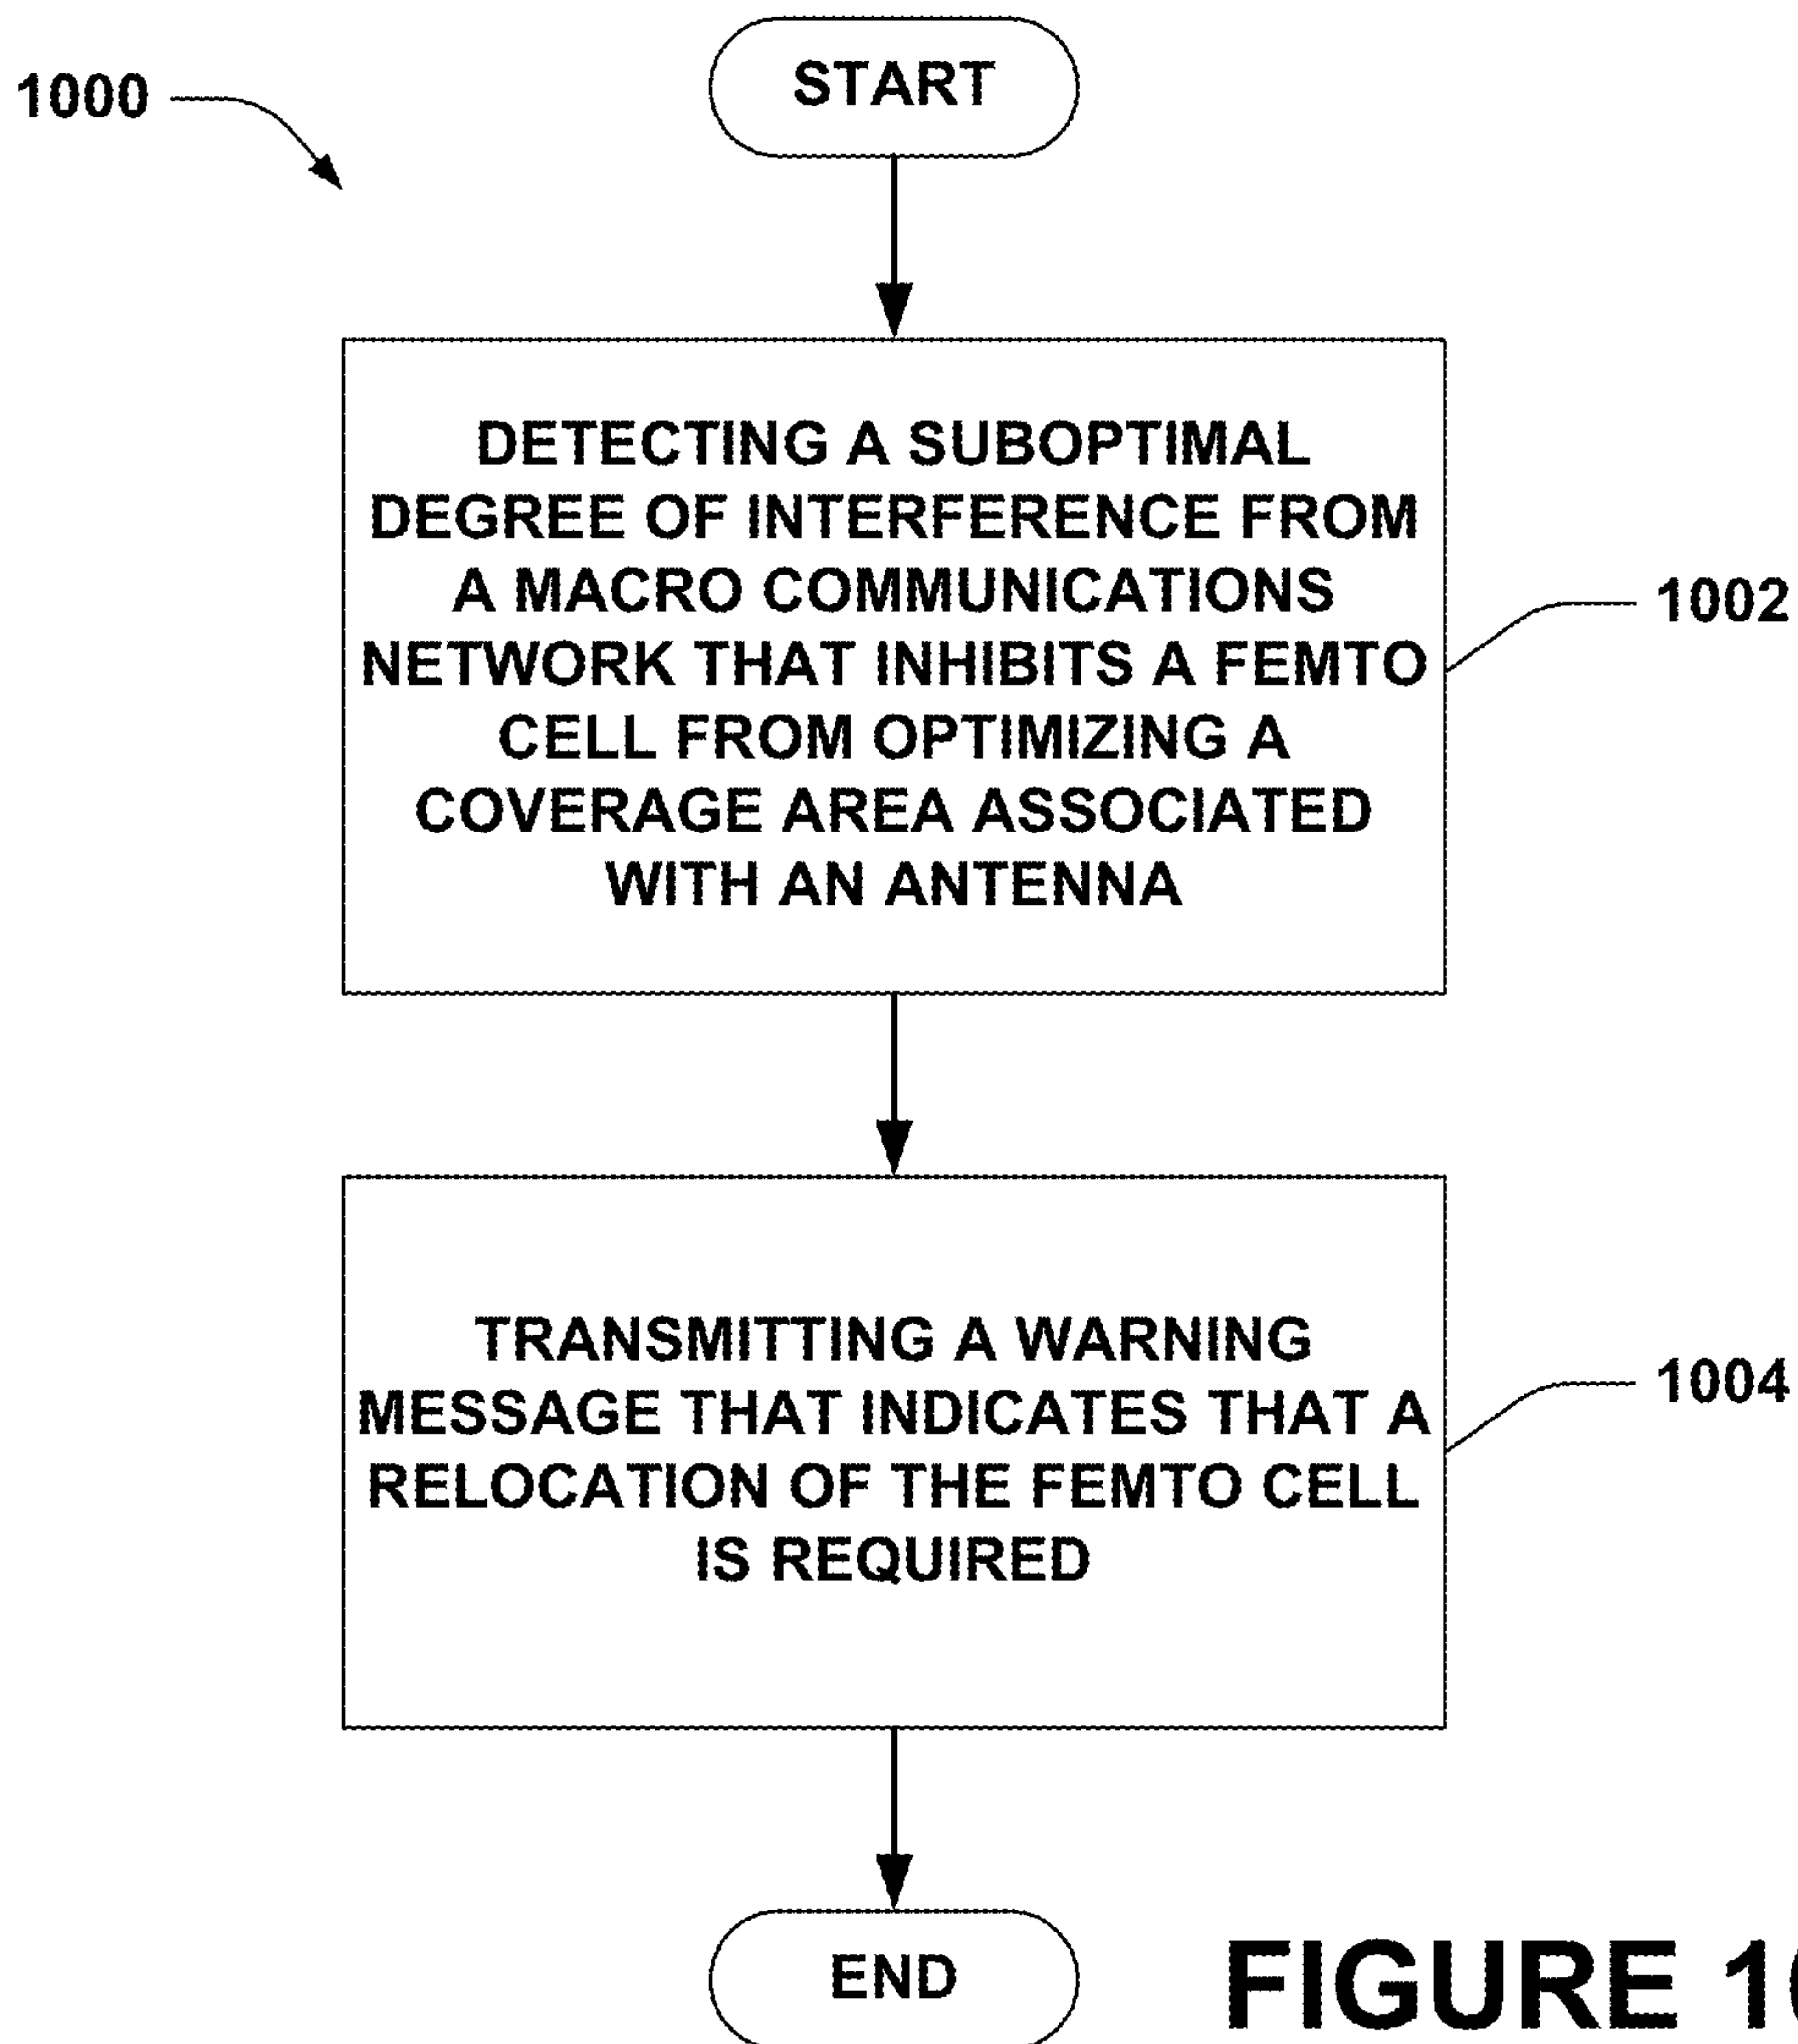 START
1000
DETECTING A SUBOPTIMAL
DEGREE OF INTERFERENCE FROM
A MACRO COMMUNICATIONS
NETWORK THAT INHIBITS A FEMTO
CELL FROM OPTIMIZING A
COVERAGE AREA ASSOCIATED
WITH AN ANTENNA
1002
TRANSMITTING A WARNING
MESSAGE THAT INDICATES THAT A
RELOCATION OF THE FEMTO CELL
IS REQUIRED
1004
END
FIGURE 10